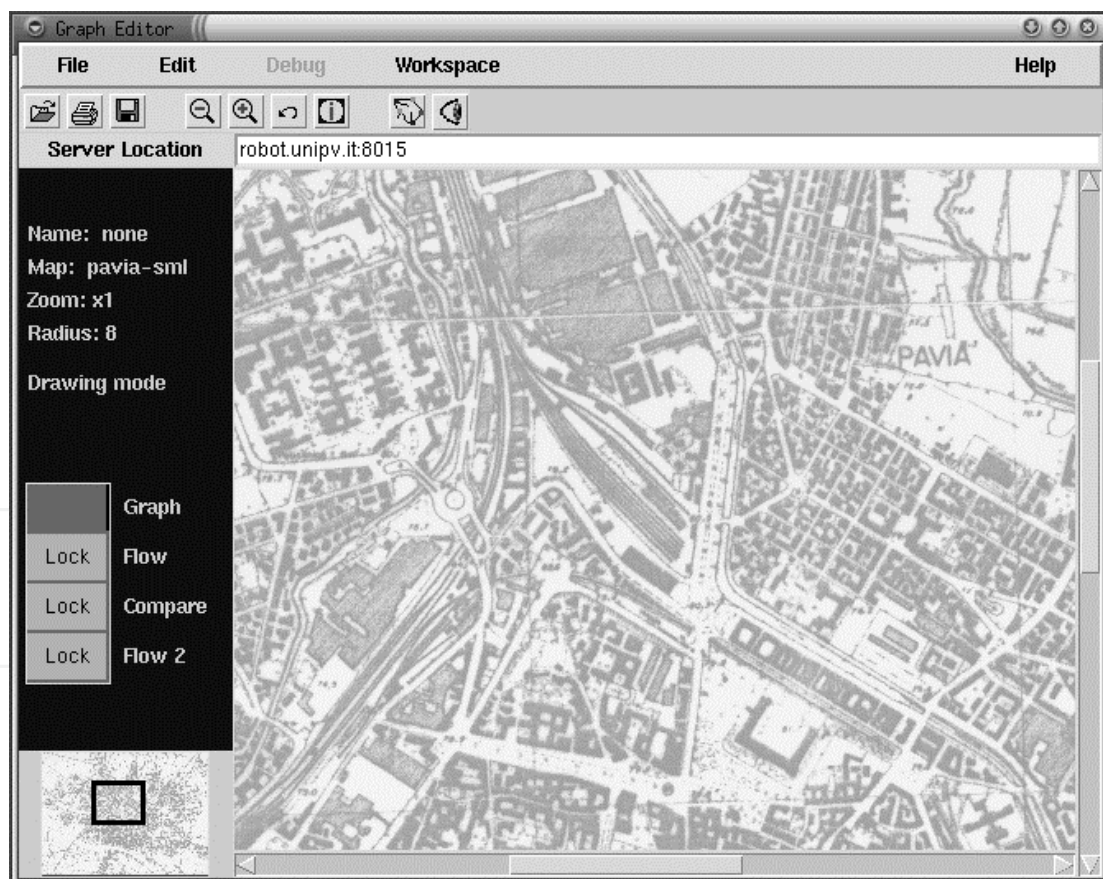 Graph Editor
File Edit Debug Workspace Help
Server Location robot.unipv.it:8015
Name: none
Map: pavia-sml
Zoom: x1
Radius: 8
Drawing mode
Graph
Lock Flow
Lock Compare
Lock Flow 2
PAVIA